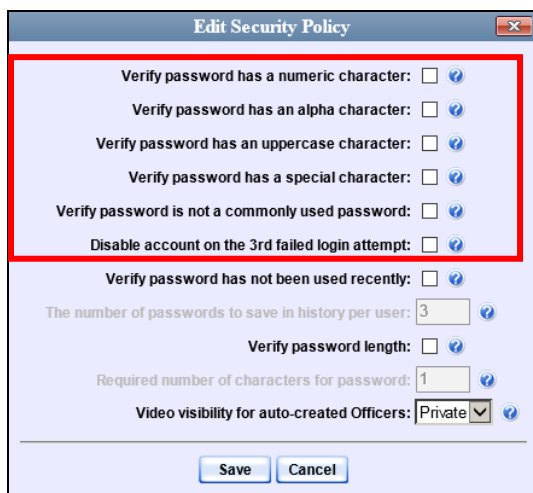 Edit Security Policy
Verify password has a numeric character:
Verify password has an alpha character:
Verify password has an uppercase character:
Verify password has a special character:
Verify password is not a commonly used password:
Disable account on the 3rd failed login attempt:
Verify password has not been used recently:
The number of passwords to save in history per user: 3
Verify password length:
Required number of characters for password: 1
Video visibility for auto-created Officers: Private
Save Cancel